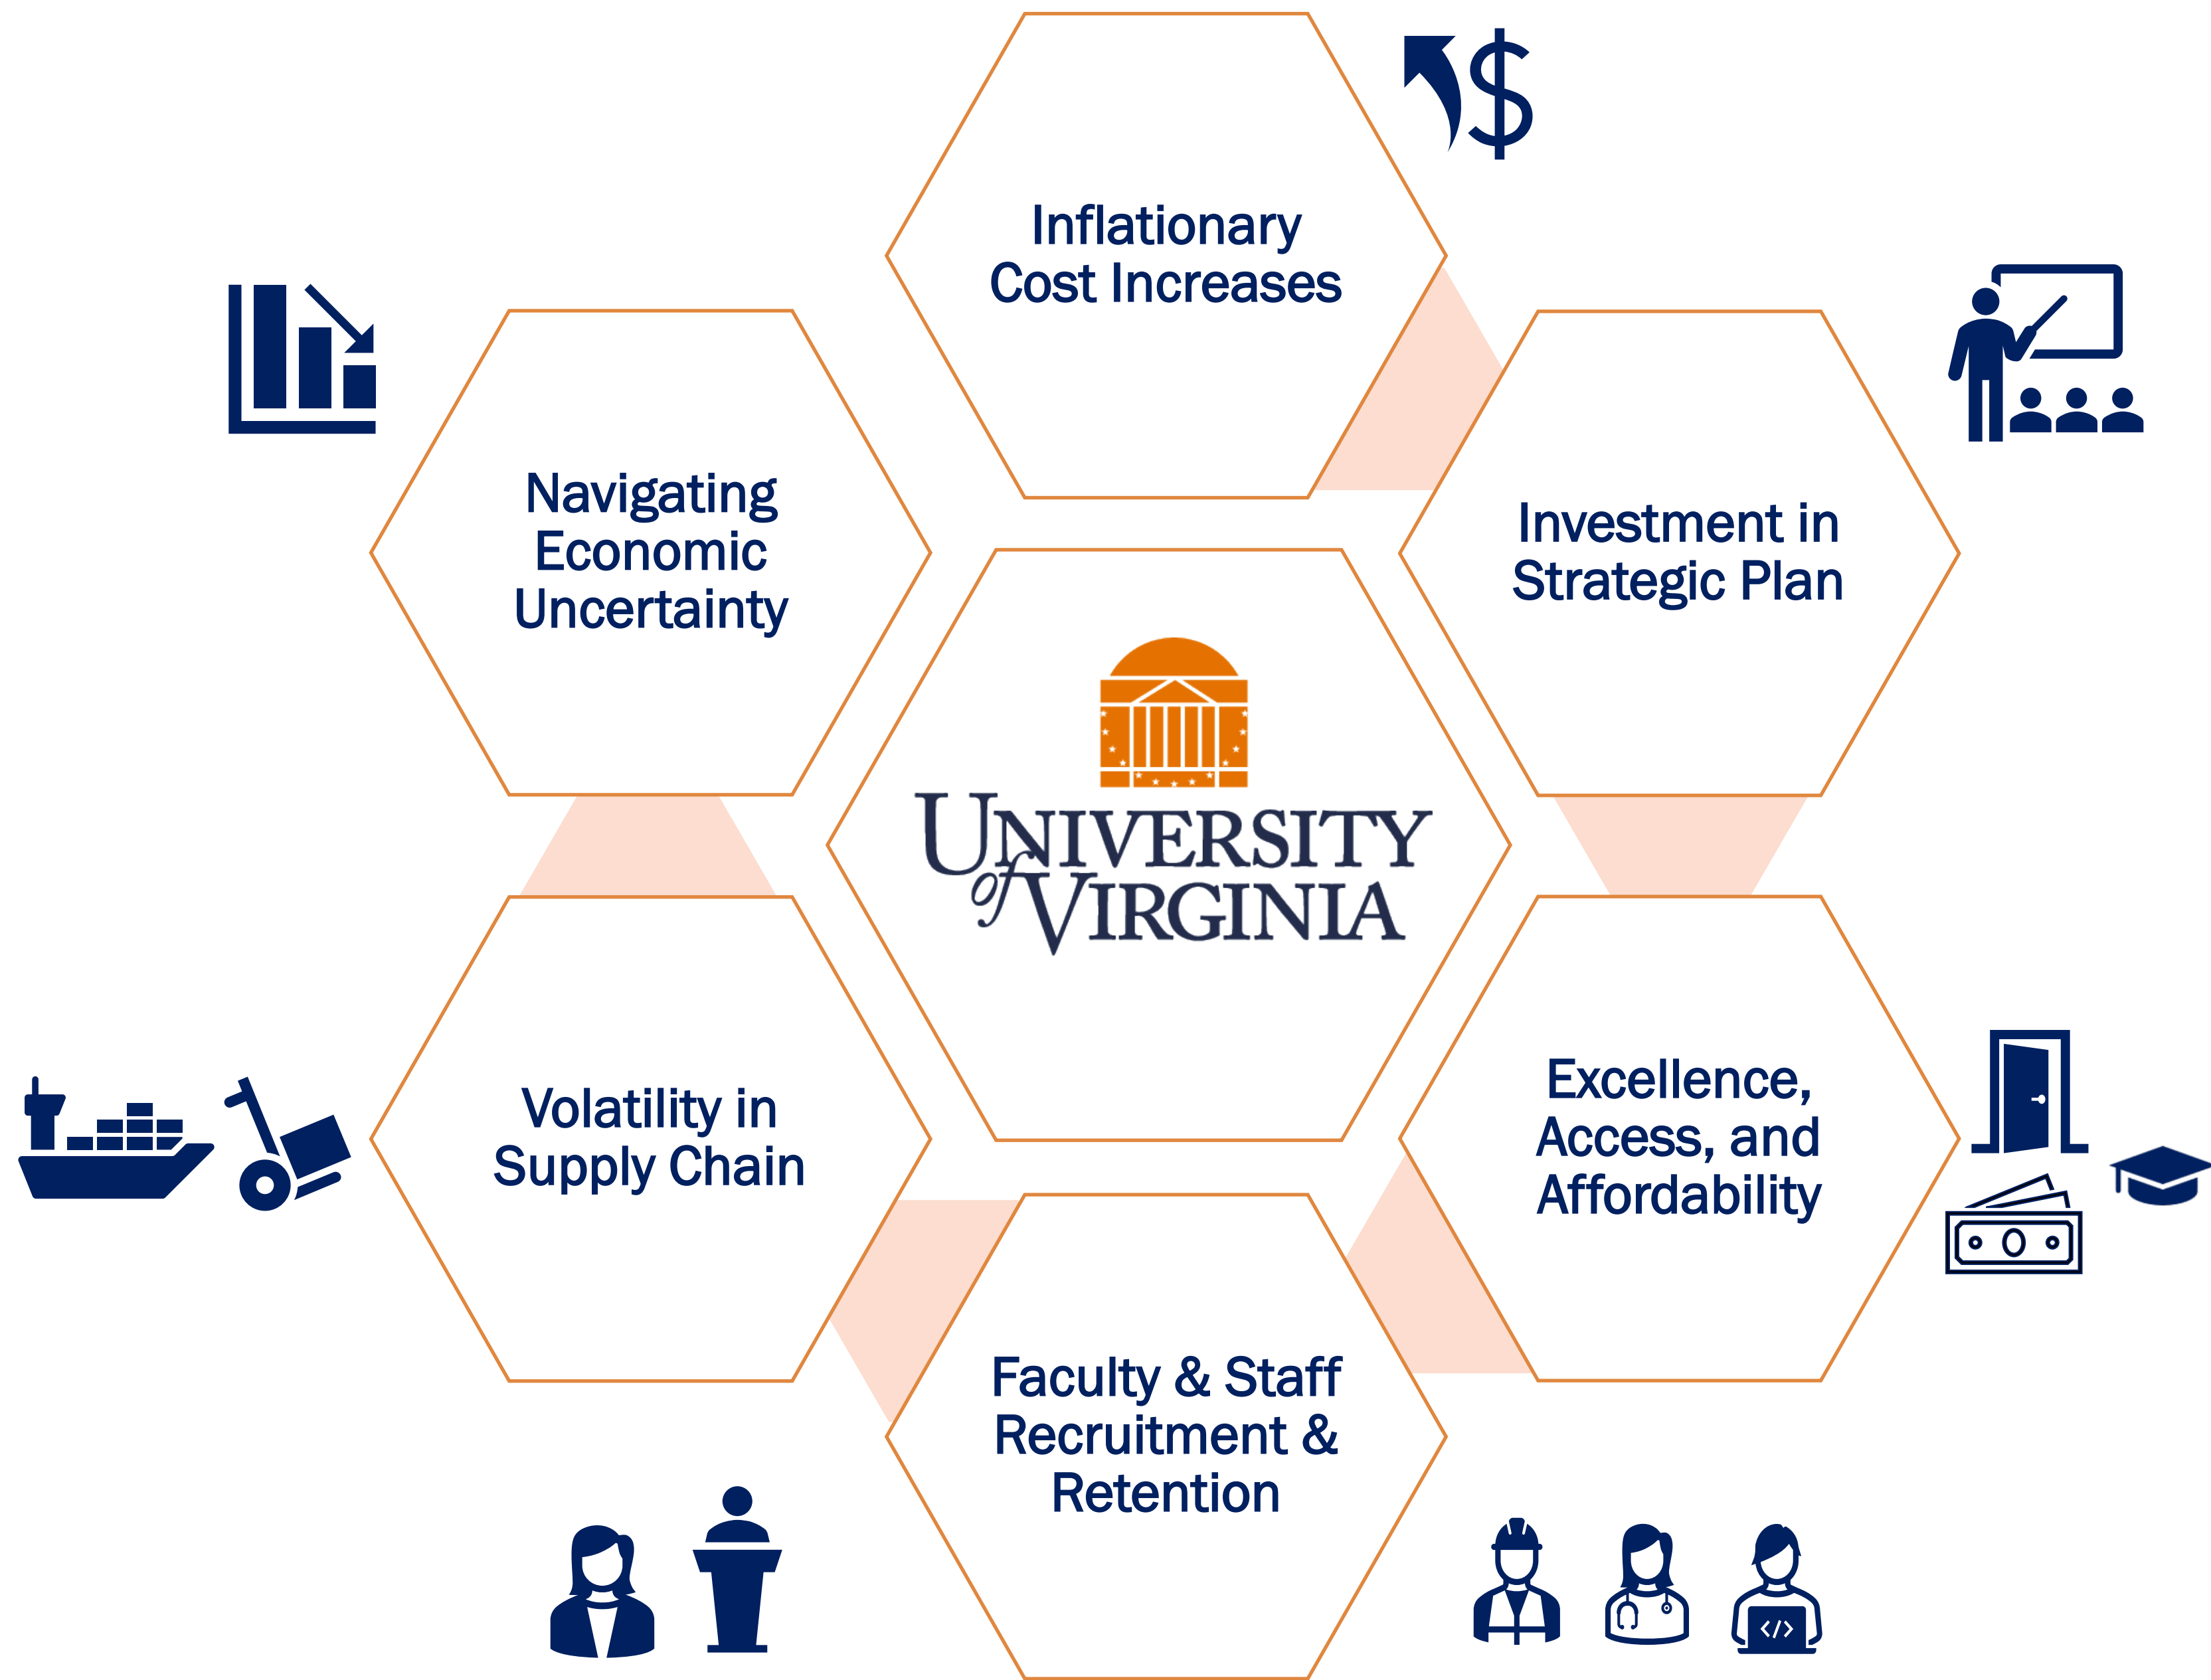 Inflationary
Cost Increases
Navigating
Economic
Uncertainty
Investment in
Strategic Plan
UNIVERSITY
of VIRGINIA
Volatility in
Supply Chain
Excellence,
Access, and
Affordability
Faculty & Staff
Recruitment &
Retention
$